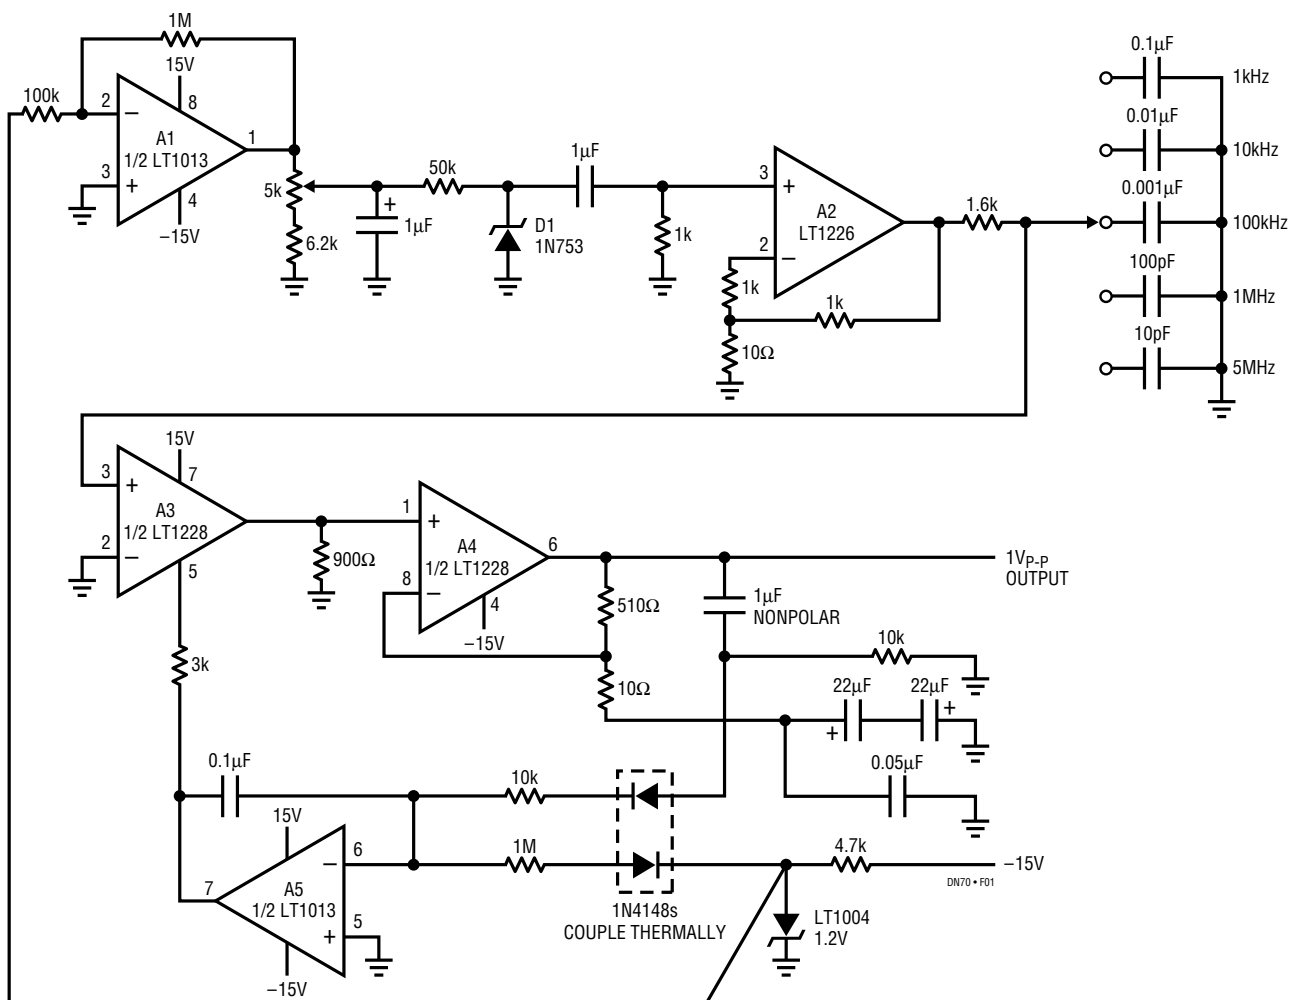 1M
15V
100k
2
8
−
A1
1/2 LT1013
1
3
+
4
−15V
5k
6.2k
+
1µF
50k
D1
1N753
1µF
1k
3
+
A2
LT1226
2
−
1k
1k
10Ω
1.6k
0.1µF
1kHz
0.01µF
10kHz
0.001µF
100kHz
100pF
1MHz
10pF
5MHz
15V
7
3
+
A3
1/2 LT1228
2
−
5
900Ω
1
+
A4
1/2 LT1228
6
8
−
4
−15V
510Ω
10Ω
1VP-P
OUTPUT
1µF
NONPOLAR
10k
22µF
22µF
+
+
0.05µF
3k
0.1µF
10k
15V
6
−
1M
7
A5
1/2 LT1013
5
+
−15V
1N4148s
COUPLE THERMALLY
4.7k
−15V
DN70 • F01
LT1004
1.2V